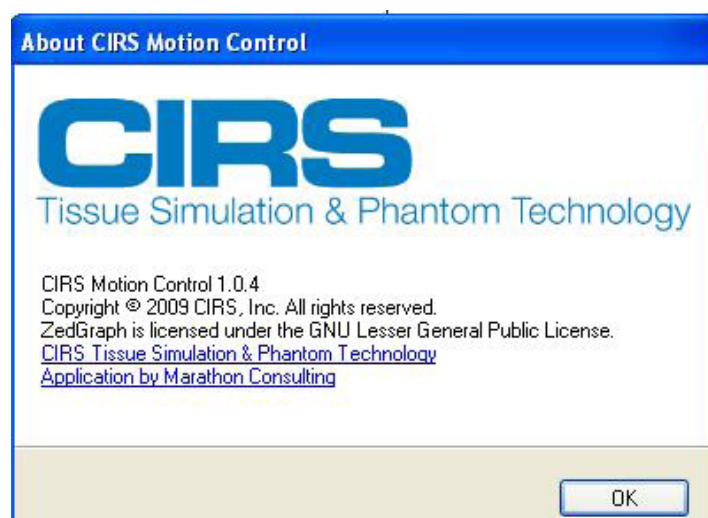 About CIRS Motion Control
CIRS
Tissue Simulation & Phantom Technology
CIRS Motion Control 1.0.4
Copyright © 2009 CIRS, Inc. All rights reserved.
ZedGraph is licensed under the GNU Lesser General Public License.
CIRS Tissue Simulation & Phantom Technology
Application by Marathon Consulting
OK